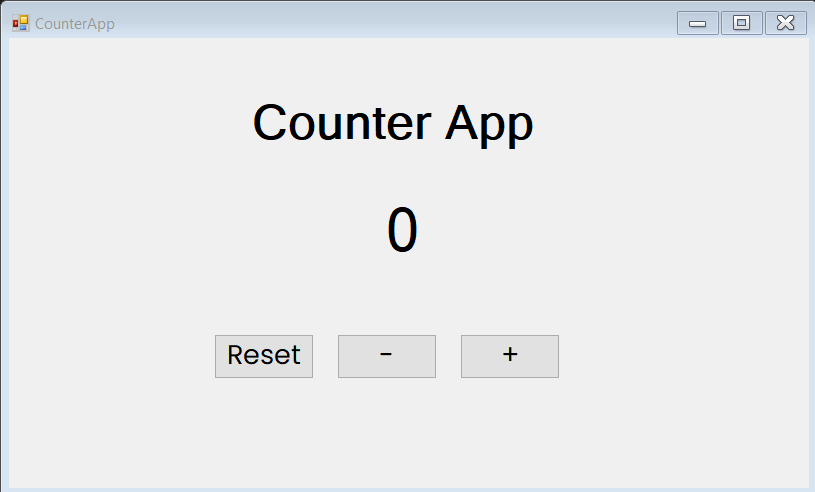 CounterApp
Counter App
0
Reset - +